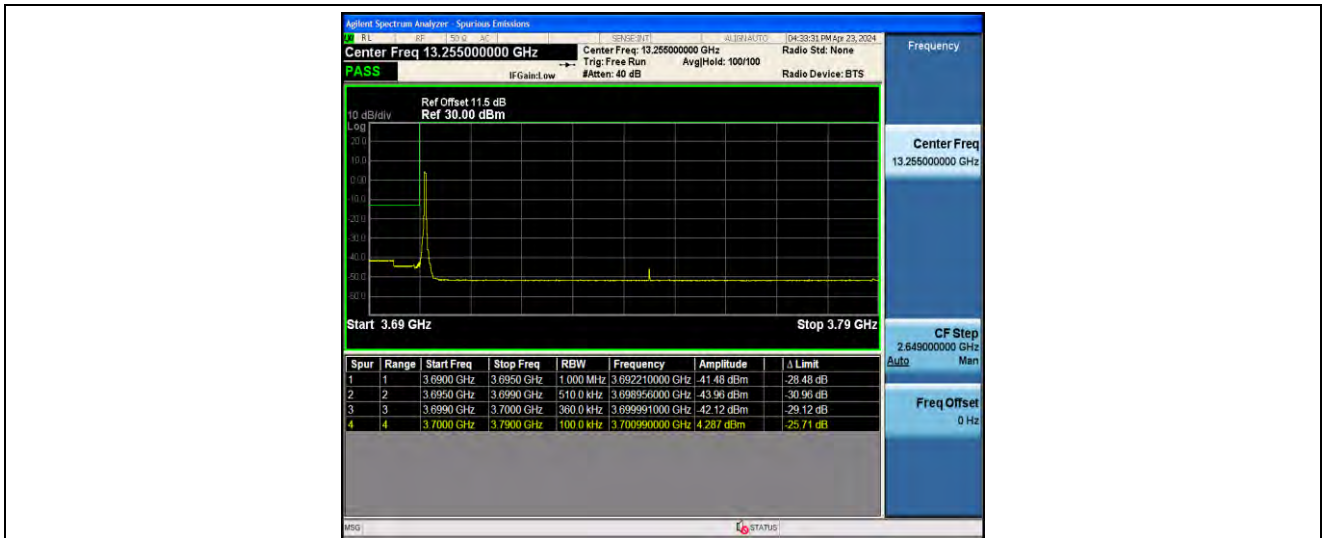 Agilent Spectrum Analyzer - Spurious Emissions
RL RF 50 Ω AC SENSE:INT ALIGN AUTO 04:33:31 PM Apr 23, 2024
Center Freq 13.255000000 GHz Center Freq: 13.255000000 GHz Radio Std: None Frequency
Trig: Free Run Avg|Hold: 100/100
PASS IFGain:Low #Atten: 40 dB Radio Device: BTS
Ref Offset 11.5 dB
10 dB/div Ref 30.00 dBm
Log
20.0
10.0
0.00
-10.0
-20.0
-30.0
-40.0
-50.0
-60.0
Start 3.69 GHz Stop 3.79 GHz
Spur Range Start Freq Stop Freq RBW Frequency Amplitude Δ Limit
1 1 3.6900 GHz 3.6950 GHz 1.000 MHz 3.692210000 GHz -41.48 dBm -28.48 dB
2 2 3.6950 GHz 3.6990 GHz 510.0 kHz 3.698956000 GHz -43.96 dBm -30.96 dB
3 3 3.6990 GHz 3.7000 GHz 360.0 kHz 3.699991000 GHz -42.12 dBm -29.12 dB
4 4 3.7000 GHz 3.7900 GHz 100.0 kHz 3.700990000 GHz 4.287 dBm -25.71 dB
Center Freq
13.255000000 GHz
CF Step
2.649000000 GHz
Auto Man
Freq Offset
0 Hz
MSG STATUS